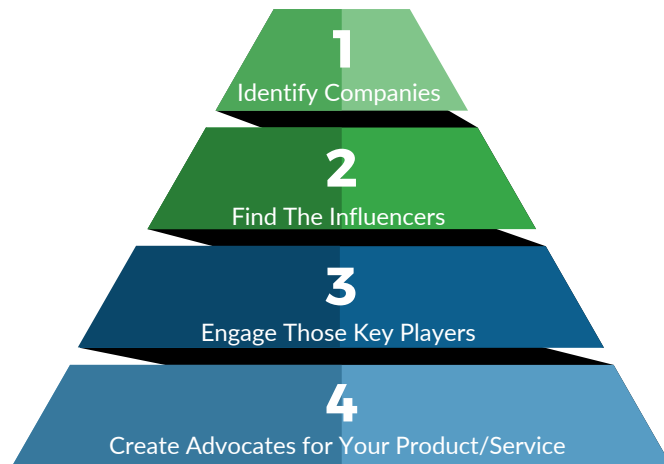 1
Identify Companies
2
Find The Influencers
3
Engage Those Key Players
4
Create Advocates for Your Product/Service